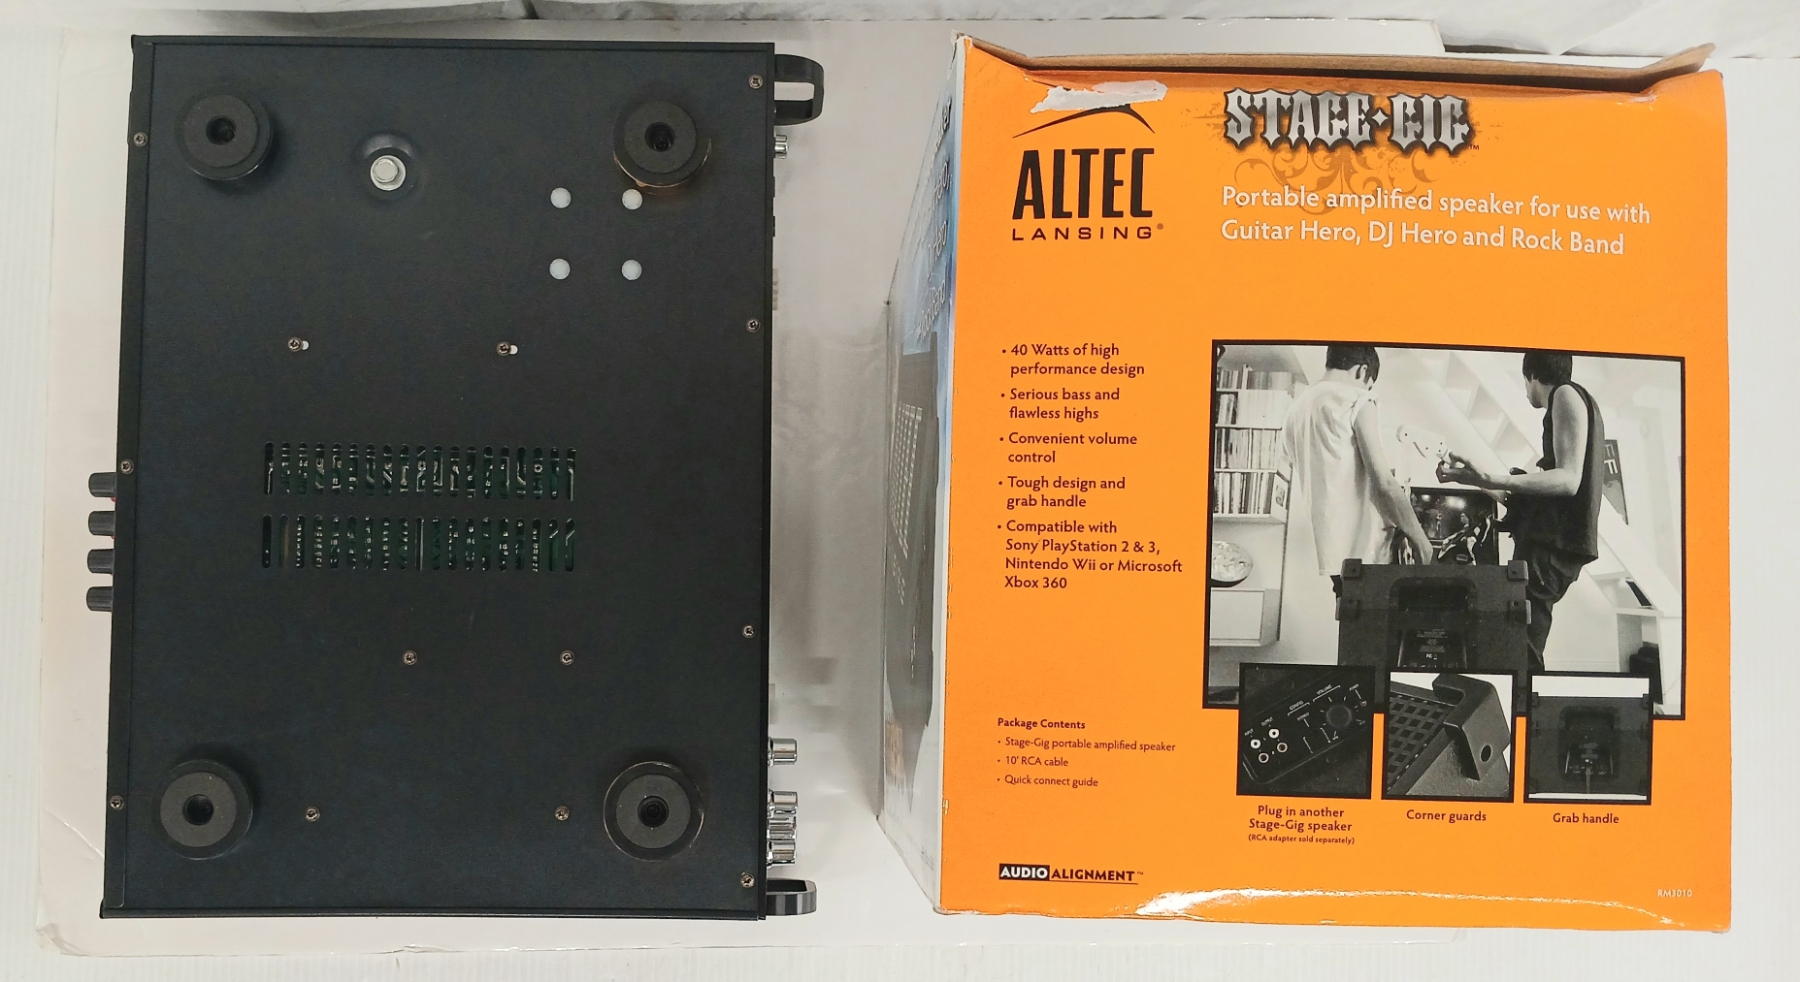 STAGE·GIG™
ALTEC
LANSING®
Portable amplified speaker for use with
Guitar Hero, DJ Hero and Rock Band
• 40 Watts of high
performance design
• Serious bass and
flawless highs
• Convenient volume
control
• Tough design and
grab handle
• Compatible with
Sony PlayStation 2 & 3,
Nintendo Wii or Microsoft
Xbox 360
Package Contents
• Stage-Gig portable amplified speaker
• 10' RCA cable
• Quick connect guide
Plug in another
Stage-Gig speaker
(RCA adapter sold separately)
Corner guards
Grab handle
AUDIO ALIGNMENT™
RM3010